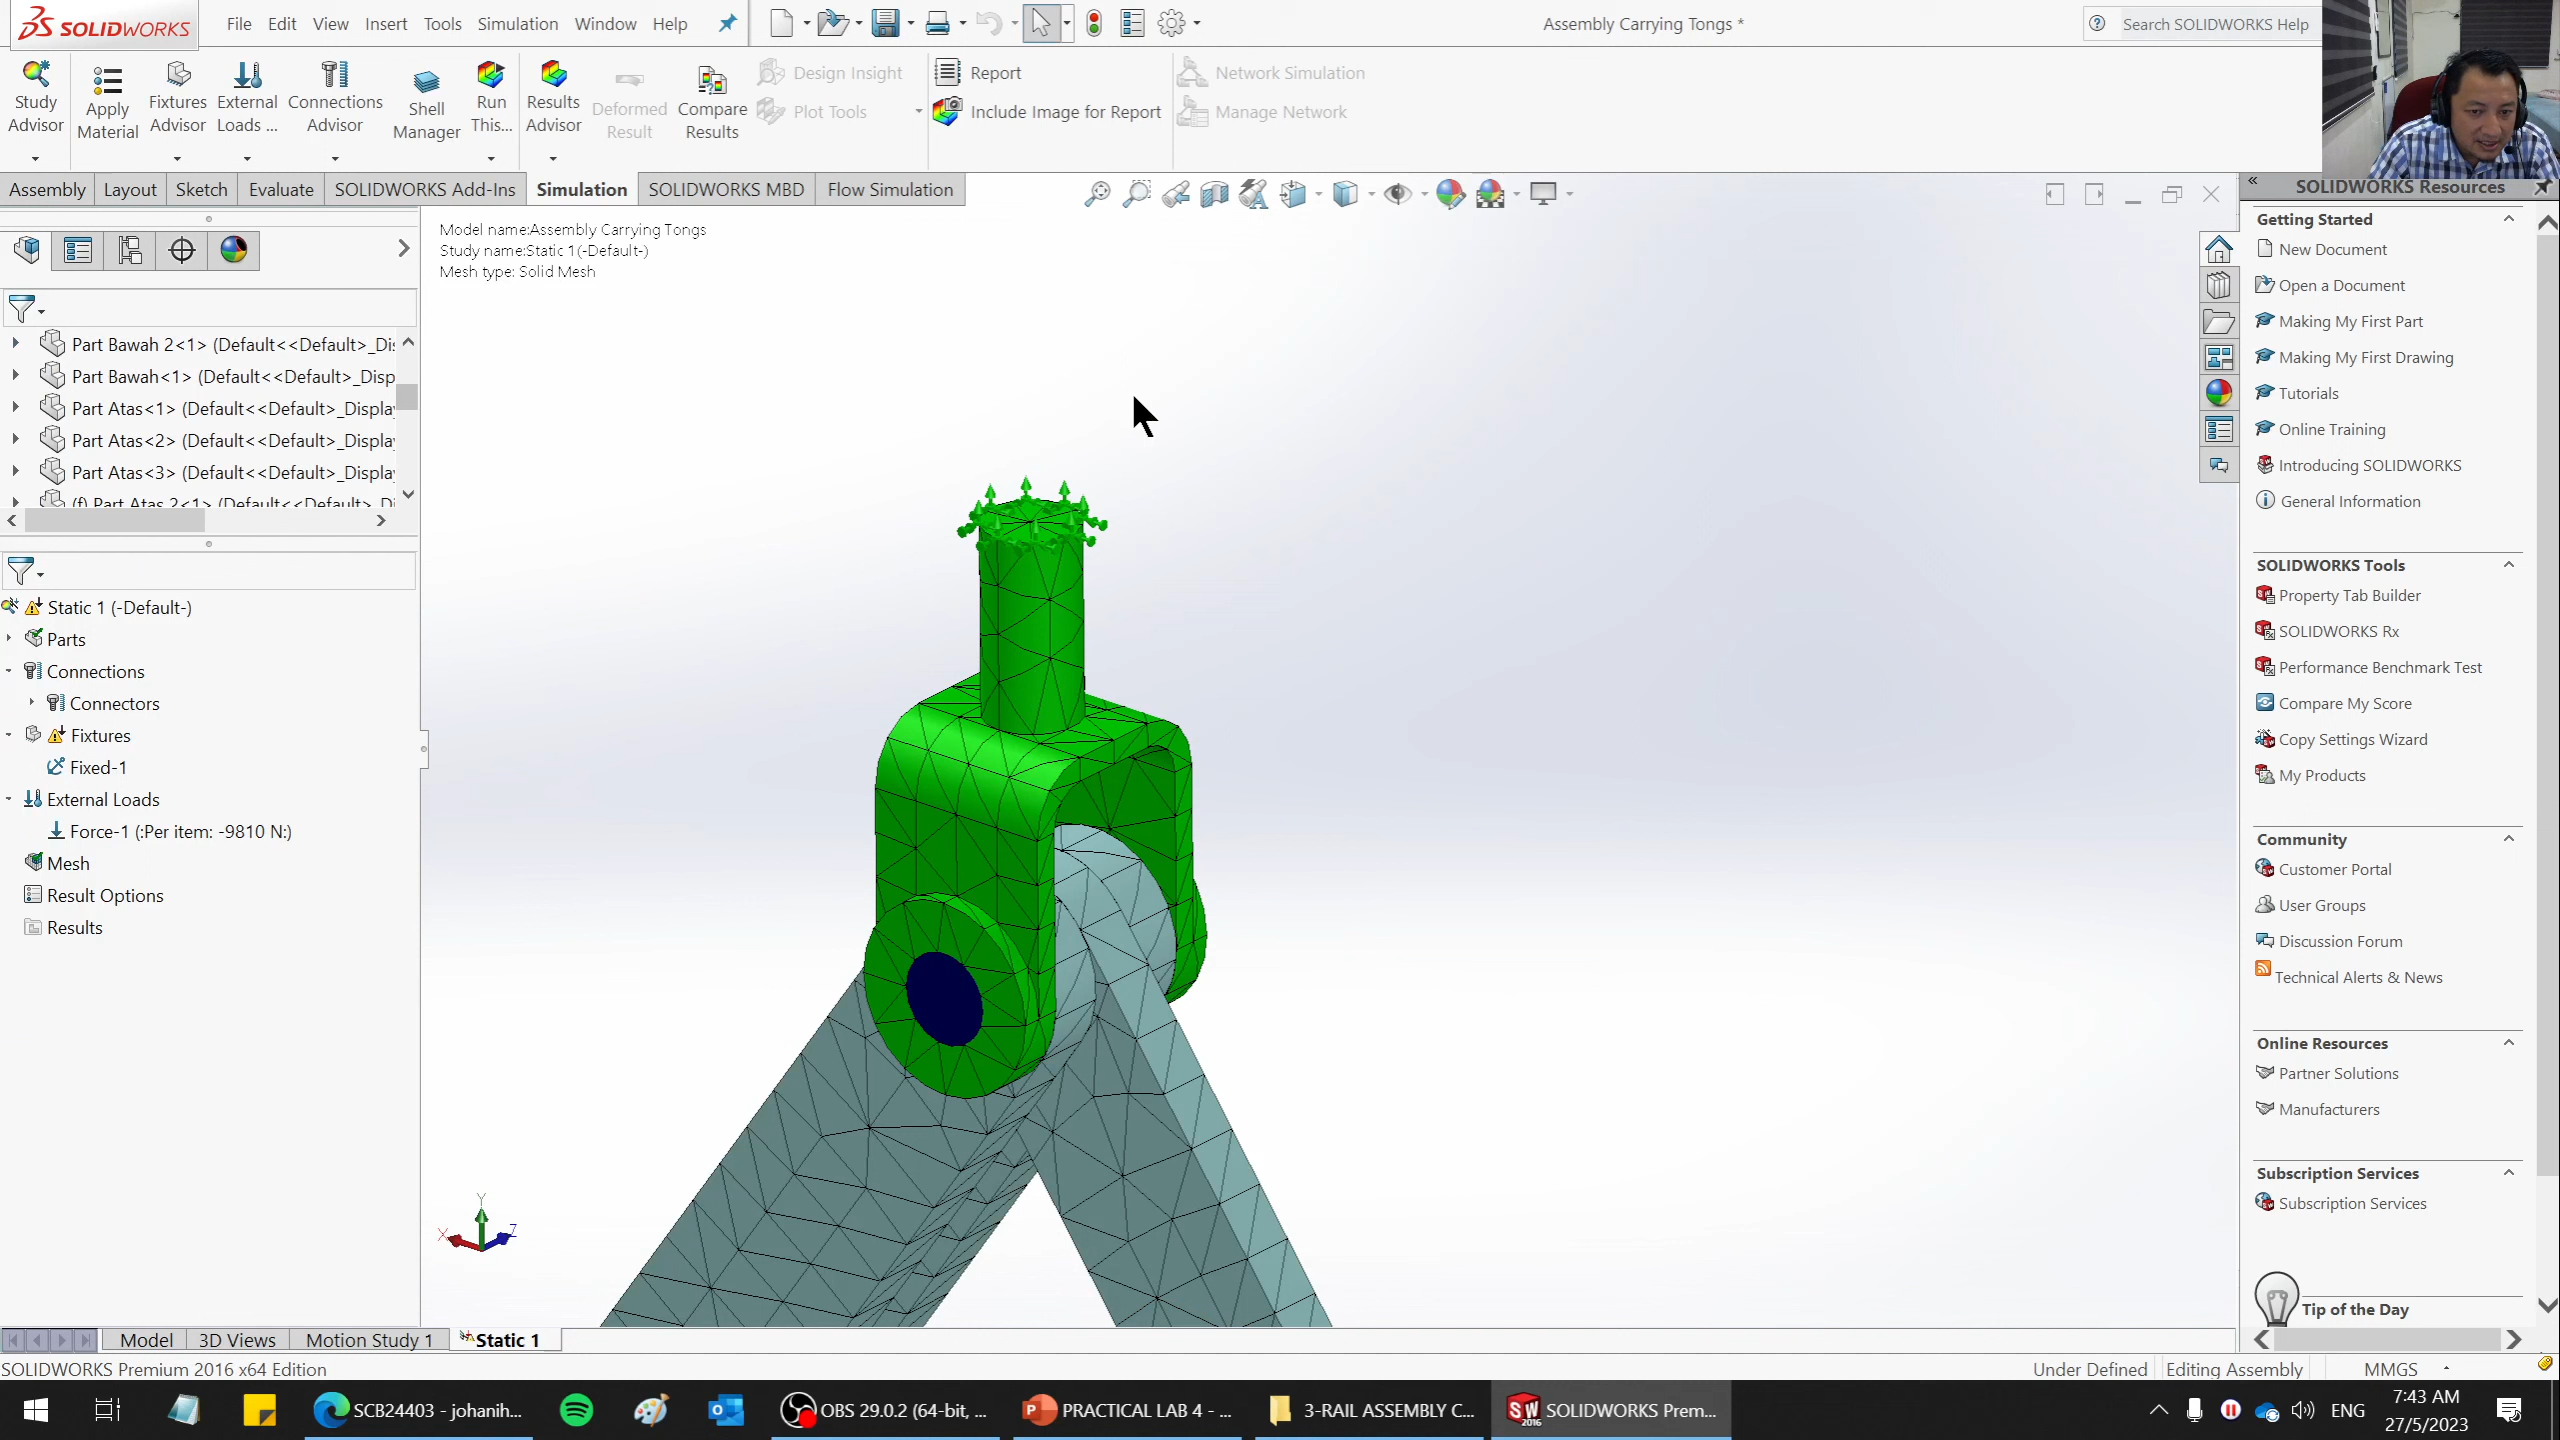 SOLIDWORKS
File Edit View Insert Tools Simulation Window Help
Assembly Carrying Tongs *
Search SOLIDWORKS Help
Study Advisor
Apply Material
Fixtures Advisor
External Loads ...
Connections Advisor
Shell Manager
Run This...
Results Advisor
Deformed Result
Compare Results
Design Insight
Plot Tools
Report
Include Image for Report
Network Simulation
Manage Network
Assembly Layout Sketch Evaluate SOLIDWORKS Add-Ins Simulation SOLIDWORKS MBD Flow Simulation
Model name:Assembly Carrying Tongs
Study name:Static 1(-Default-)
Mesh type: Solid Mesh
Part Bawah 2<1> (Default<<Default>_Dis
Part Bawah<1> (Default<<Default>_Disp
Part Atas<1> (Default<<Default>_Display
Part Atas<2> (Default<<Default>_Display
Part Atas<3> (Default<<Default>_Display
(f) Part Atas 2<1> (Default<<Default>_Displ
Static 1 (-Default-)
Parts
Connections
Connectors
Fixtures
Fixed-1
External Loads
Force-1 (:Per item: -9810 N:)
Mesh
Result Options
Results
Y
X
Z
SOLIDWORKS Resources
Getting Started
New Document
Open a Document
Making My First Part
Making My First Drawing
Tutorials
Online Training
Introducing SOLIDWORKS
General Information
SOLIDWORKS Tools
Property Tab Builder
SOLIDWORKS Rx
Performance Benchmark Test
Compare My Score
Copy Settings Wizard
My Products
Community
Customer Portal
User Groups
Discussion Forum
Technical Alerts & News
Online Resources
Partner Solutions
Manufacturers
Subscription Services
Subscription Services
Tip of the Day
Model 3D Views Motion Study 1 Static 1
SOLIDWORKS Premium 2016 x64 Edition
Under Defined Editing Assembly MMGS
SCB24403 - johanih...
OBS 29.0.2 (64-bit, ...
PRACTICAL LAB 4 - ...
3-RAIL ASSEMBLY C...
SOLIDWORKS Prem...
ENG
7:43 AM
27/5/2023